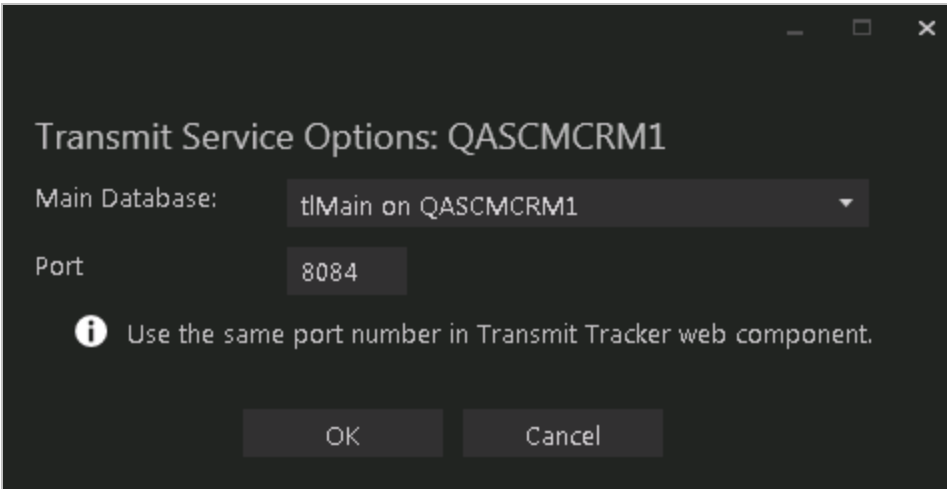 Transmit Service Options: QASCMCRM1
Main Database:
tlMain on QASCMCRM1
Port
8084
Use the same port number in Transmit Tracker web component.
OK
Cancel